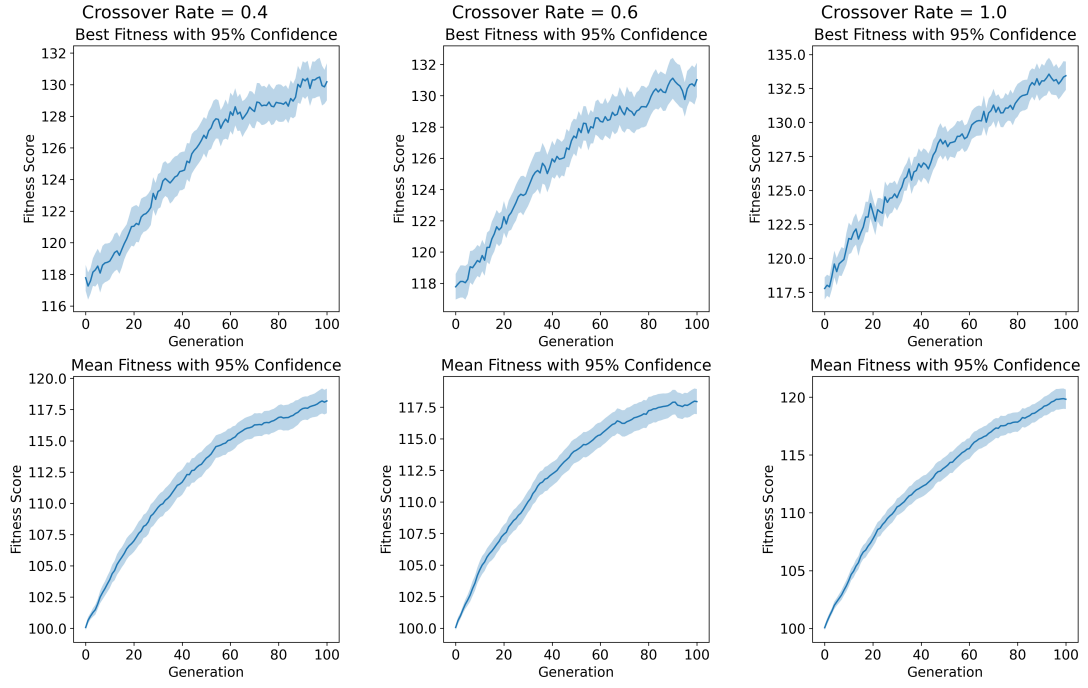 Crossover Rate = 0.4
Best Fitness with 95% Confidence
Fitness Score
132
130
128
126
124
122
120
118
116
0 20 40 60 80 100
Generation
Crossover Rate = 0.6
Best Fitness with 95% Confidence
Fitness Score
132
130
128
126
124
122
120
118
0 20 40 60 80 100
Generation
Crossover Rate = 1.0
Best Fitness with 95% Confidence
Fitness Score
135.0
132.5
130.0
127.5
125.0
122.5
120.0
117.5
0 20 40 60 80 100
Generation
Mean Fitness with 95% Confidence
Fitness Score
120.0
117.5
115.0
112.5
110.0
107.5
105.0
102.5
100.0
0 20 40 60 80 100
Generation
Mean Fitness with 95% Confidence
Fitness Score
117.5
115.0
112.5
110.0
107.5
105.0
102.5
100.0
0 20 40 60 80 100
Generation
Mean Fitness with 95% Confidence
Fitness Score
120
115
110
105
100
0 20 40 60 80 100
Generation